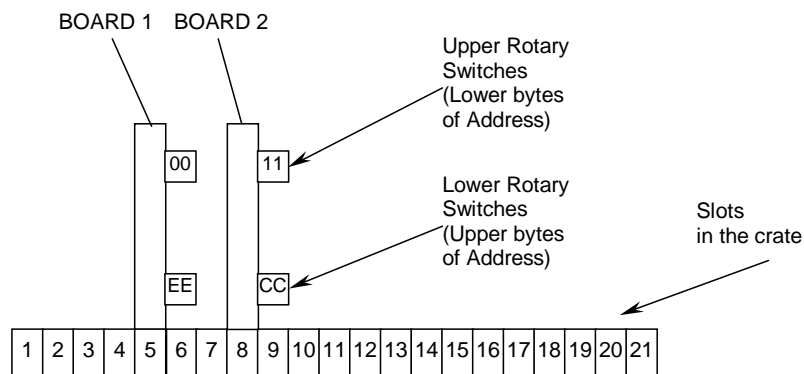 BOARD 1 BOARD 2
Upper Rotary
Switches
(Lower bytes
of Address)
00 11
Lower Rotary
Switches
(Upper bytes
of Address)
Slots
in the crate
EE CC
1 2 3 4 5 6 7 8 9 10 11 12 13 14 15 16 17 18 19 20 21